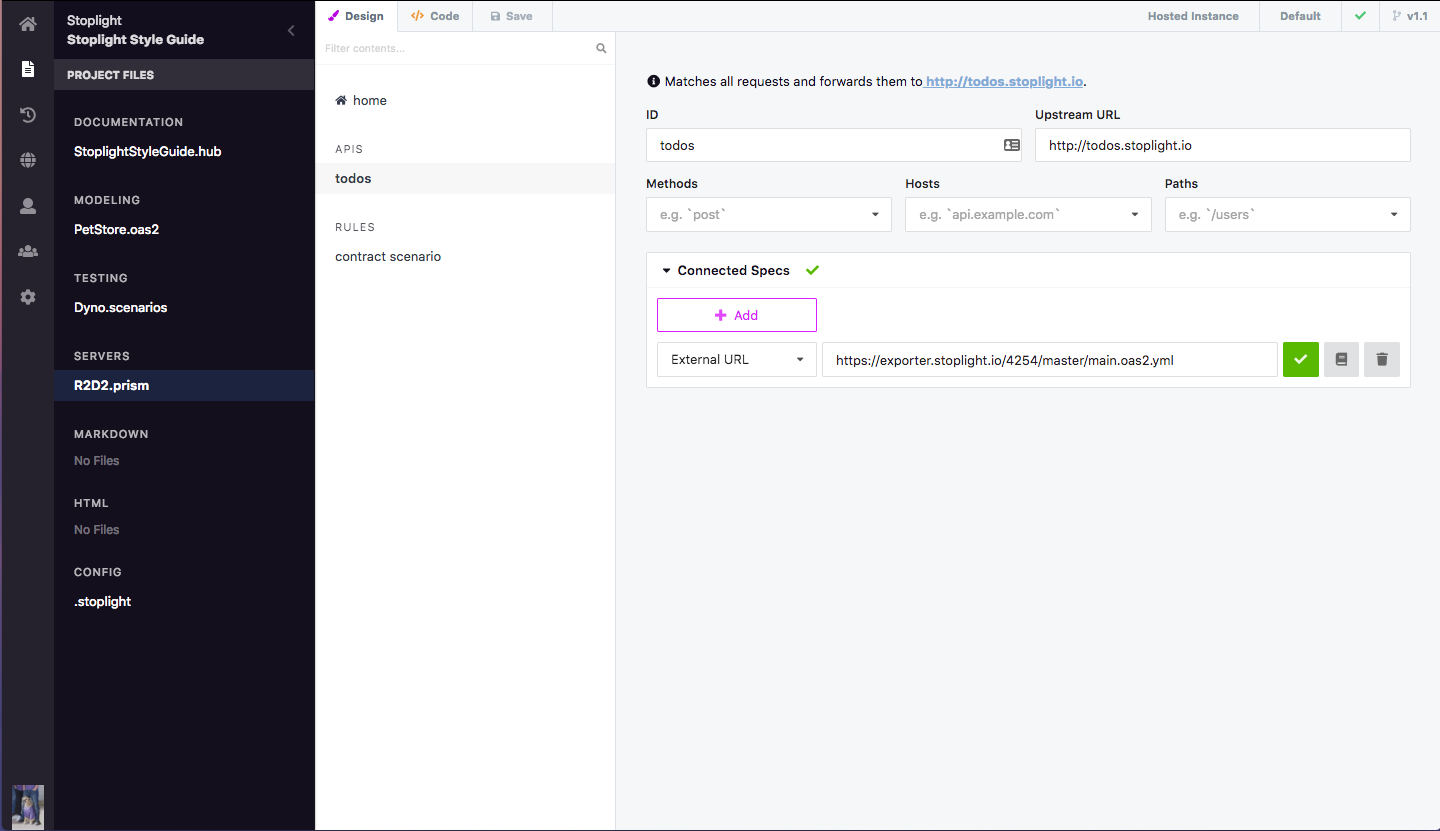 Stoplight
Stoplight Style Guide
PROJECT FILES
DOCUMENTATION
StoplightStyleGuide.hub
MODELING
PetStore.oas2
TESTING
Dyno.scenarios
SERVERS
R2D2.prism
MARKDOWN
No Files
HTML
No Files
CONFIG
.stoplight
Design
Code
Save
Filter contents...
home
APIS
todos
RULES
contract scenario
Hosted Instance
Default
v1.1
Matches all requests and forwards them to http://todos.stoplight.io.
ID
Upstream URL
todos
http://todos.stoplight.io
Methods
Hosts
Paths
e.g. `post`
e.g. `api.example.com`
e.g. `/users`
Connected Specs
Add
External URL
https://exporter.stoplight.io/4254/master/main.oas2.yml